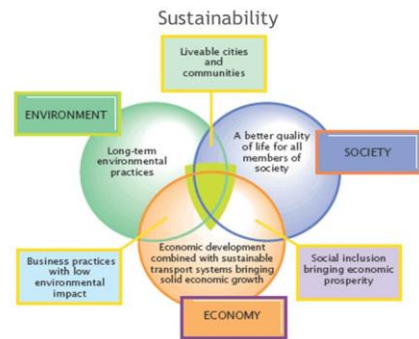 Sustainability
Liveable cities
and
communities
ENVIRONMENT
Long-term
environmental
practices
A better quality
of life for all
members of
society
SOCIETY
Business practices
with low
environmental
impact
Economic development
combined with sustainable
transport systems bringing
solid economic growth
Social inclusion
bringing economic
prosperity
ECONOMY